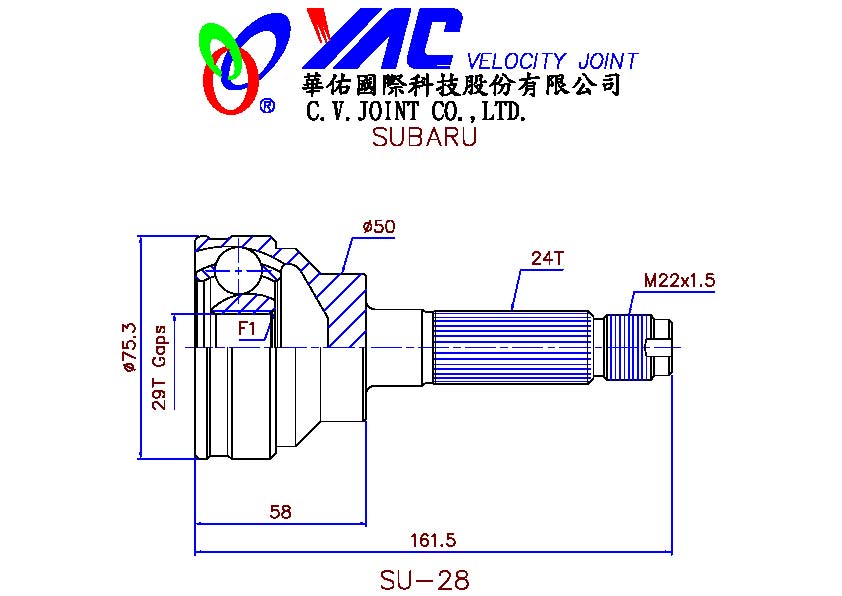 YAC VELOCITY JOINT
®
華佑國際科技股份有限公司
C.V.JOINT CO.,LTD.
SUBARU
ø50
24T
M22x1.5
F1
ø75.3
29T Gaps
58
161.5
SU-28